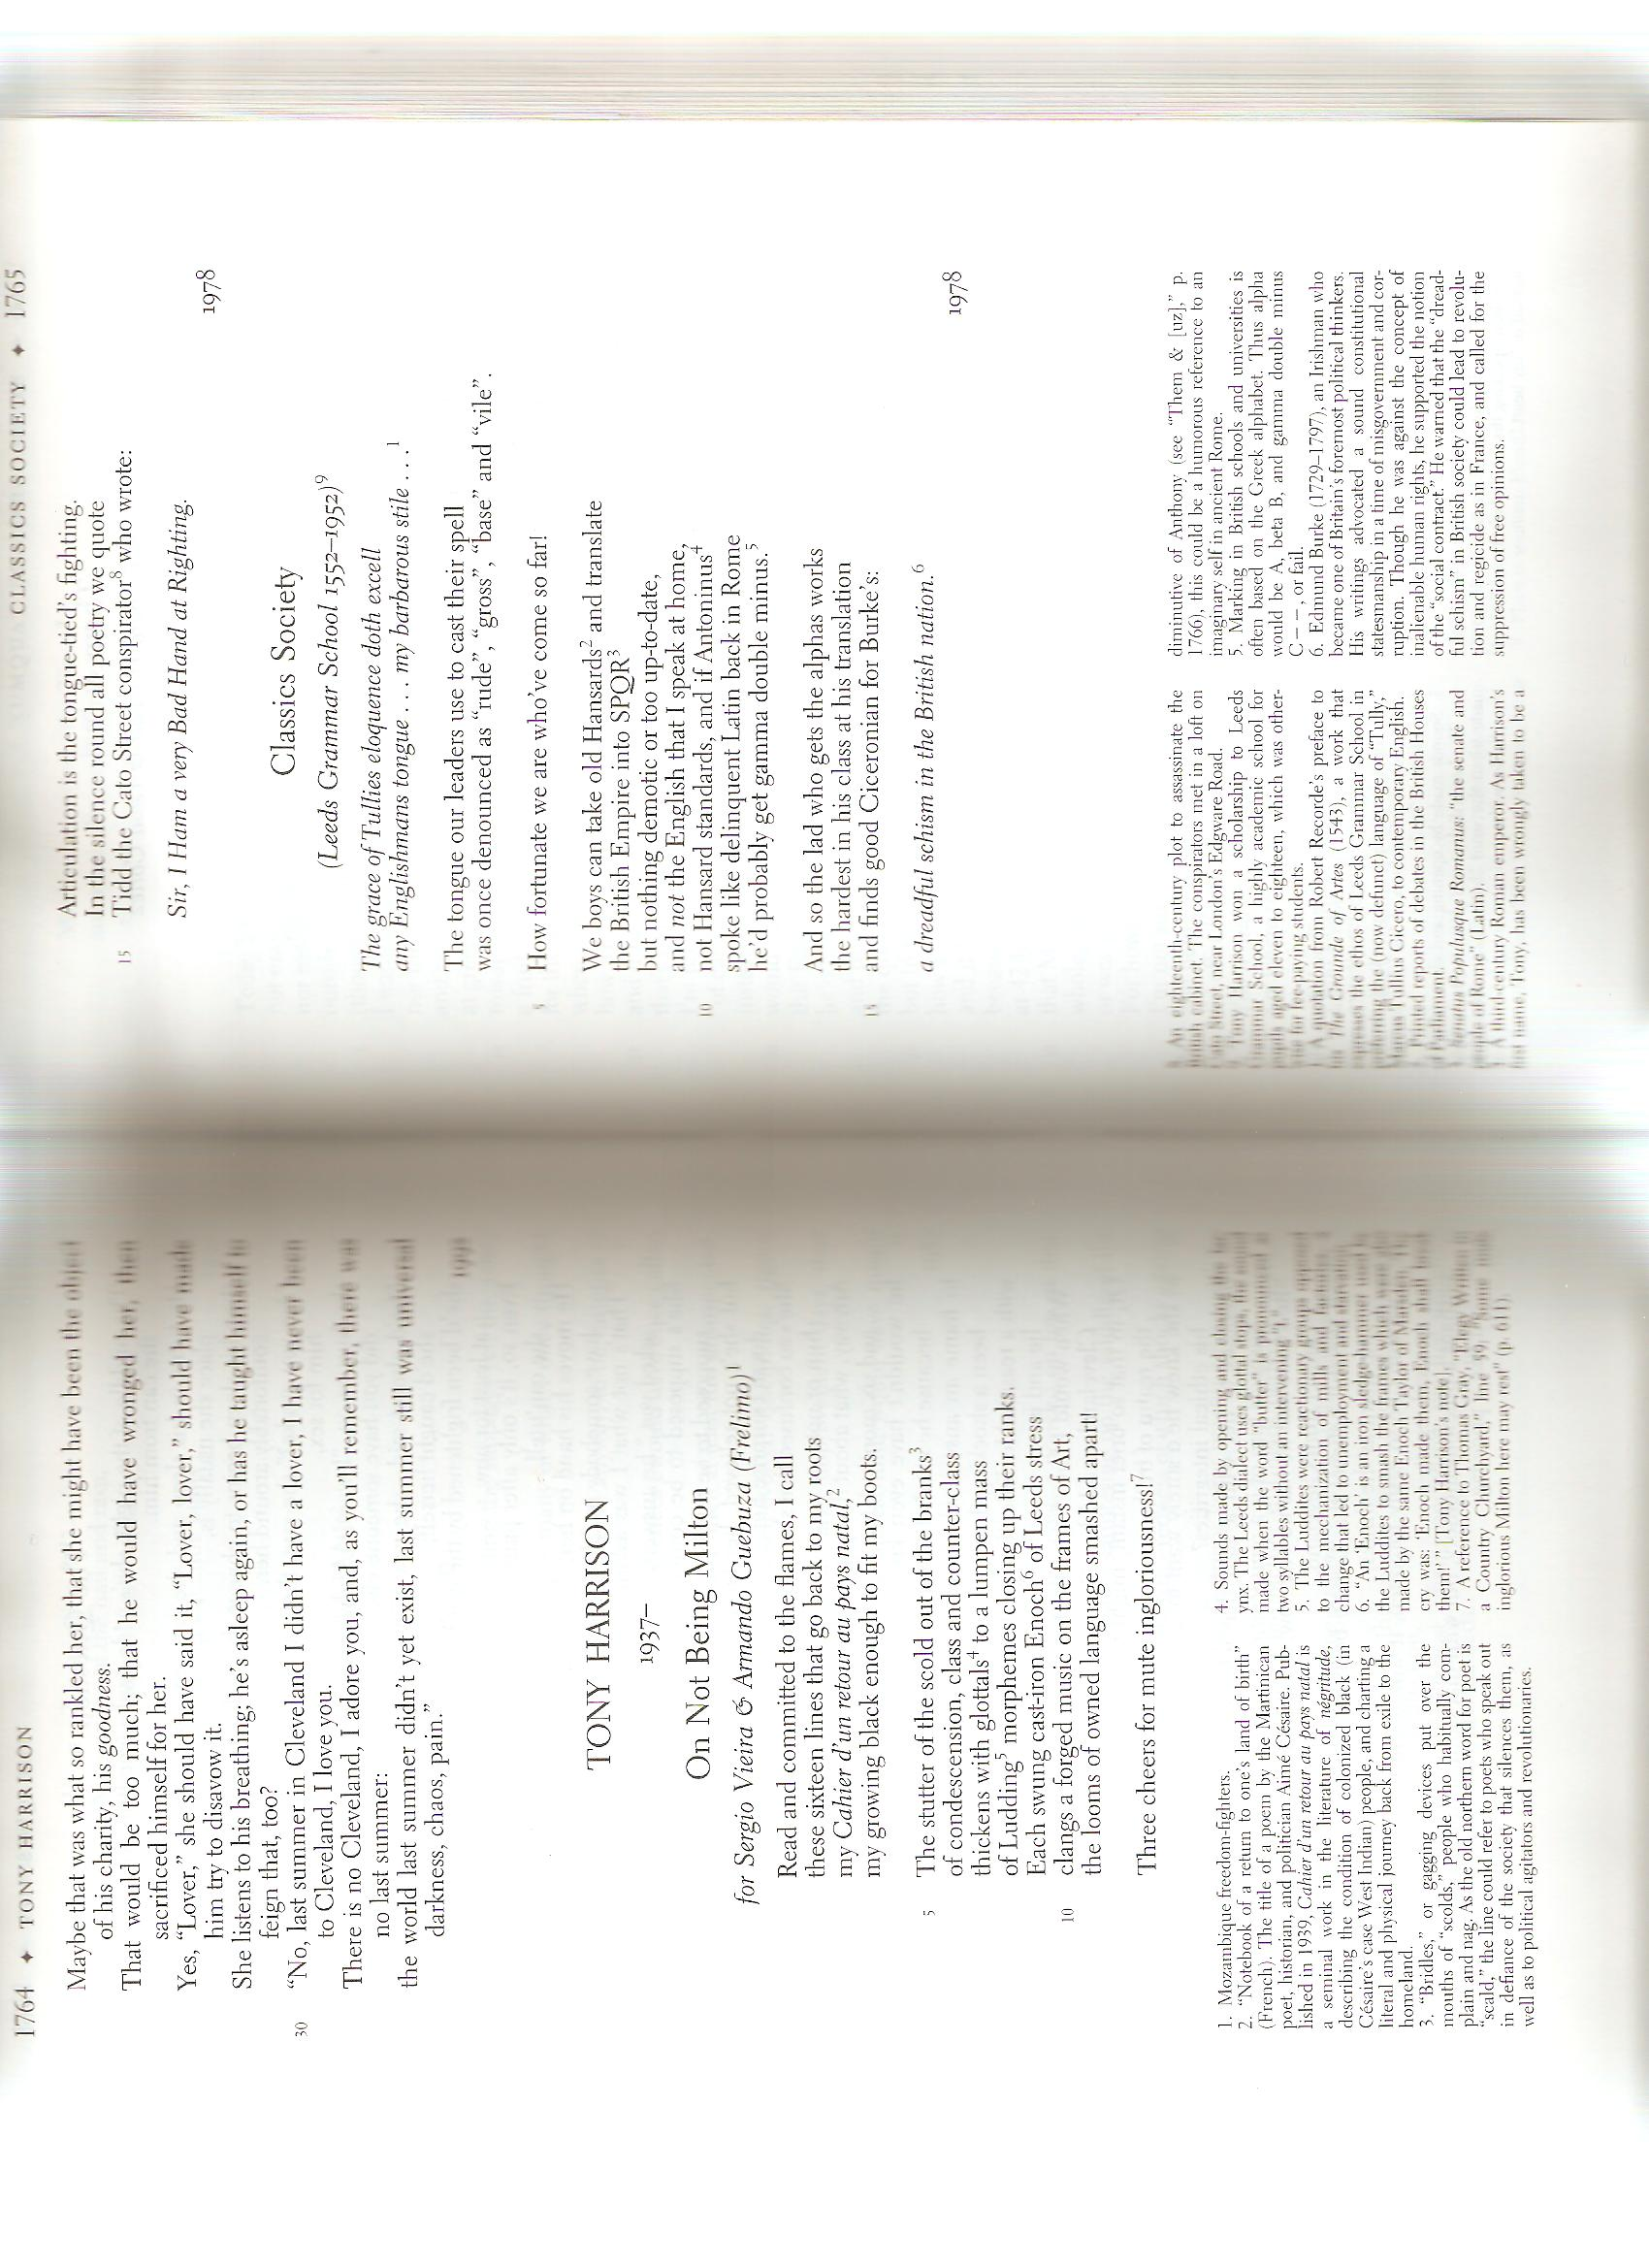 1764 ✦ TONY HARRISON
Maybe that was what so rankled her, that she might have been the object
of his charity, his goodness.
That would be too much; that he would have wronged her, then
sacrificed himself for her.
Yes, “Lover,” she should have said it, “Lover, lover,” should have made
him try to disavow it.
She listens to his breathing; he’s asleep again, or has he taught himself to
feign that, too?
30 “No, last summer in Cleveland I didn’t have a lover, I have never been
to Cleveland, I love you.
There is no Cleveland, I adore you, and, as you’ll remember, there was
no last summer:
the world last summer didn’t yet exist, last summer still was universal
darkness, chaos, pain.”
TONY HARRISON
1937–
On Not Being Milton
for Sergio Vieira & Armando Guebuza (Frelimo)1
Read and committed to the flames, I call
these sixteen lines that go back to my roots
my Cahier d’un retour au pays natal,2
my growing black enough to fit my boots.
5 The stutter of the scold out of the branks3
of condescension, class and counter-class
thickens with glottals4 to a lumpen mass
of Ludding5 morphemes closing up their ranks.
Each swung cast-iron Enoch6 of Leeds stress
10 clangs a forged music on the frames of Art,
the looms of owned language smashed apart!
Three cheers for mute ingloriousness!7
1. Mozambique freedom-fighters.
2. “Notebook of a return to one’s land of birth”
(French). The title of a poem by the Martinican
poet, historian, and politician Aimé Césaire. Pub-
lished in 1939, Cahier d’un retour au pays natal is
a seminal work in the literature of négritude,
describing the condition of colonized black (in
Césaire’s case West Indian) people, and charting a
literal and physical journey back from exile to the
homeland.
3. “Bridles,” or gagging devices put over the
mouths of “scolds,” people who habitually com-
plain and nag. As the old northern word for poet is
“scald,” the line could refer to poets who speak out
in defiance of the society that silences them, as
well as to political agitators and revolutionaries.
4. Sounds made by opening and closing the
ynx. The Leeds dialect uses glottal stops, the sound
made when the word “butter” is pronounced as
two syllables without an intervening “t”
5. The Luddites were reactionary groups opposed
to the mechanization of mills and factories, a
change that led to unemployment and starvation.
6. “An ‘Enoch’ is an iron sledge-hammer used by
the Luddites to smash the frames which were also
made by the same Enoch Taylor of Marsden. The
cry was: ‘Enoch made them, Enoch shall break
them!’ ” [Tony Harrison’s note].
7. A reference to Thomas Gray, “Elegy Written in
a Country Churchyard,” line 59: “Some mute
inglorious Milton here may rest” (p. 611).
CLASSICS SOCIETY ✦ 1765
Articulation is the tongue-tied’s fighting.
In the silence round all poetry we quote
15 Tidd the Cato Street conspirator8 who wrote:
Sir, I Ham a very Bad Hand at Righting.
1978
Classics Society
(Leeds Grammar School 1552–1952)9
The grace of Tullies eloquence doth excell
any Englishmans tongue . . . my barbarous stile . . .1
The tongue our leaders use to cast their spell
was once denounced as “rude”, “gross”, “base” and “vile”.
5 How fortunate we are who’ve come so far!
We boys can take old Hansards2 and translate
the British Empire into SPQR3
but nothing demotic or too up-to-date,
and not the English that I speak at home,
10 not Hansard standards, and if Antoninus4
spoke like delinquent Latin back in Rome
he’d probably get gamma double minus.5
And so the lad who gets the alphas works
the hardest in his class at his translation
15 and finds good Ciceronian for Burke’s:
a dreadful schism in the British nation.6
1978
8. An eighteenth-century plot to assassinate the
British cabinet. The conspirators met in a loft on
Cato Street, near London’s Edgware Road.
9. Tony Harrison won a scholarship to Leeds
Grammar School, a highly academic school for
pupils aged eleven to eighteen, which was other-
wise for fee-paying students.
1. A quotation from Robert Recorde’s preface to
The Grounde of Artes (1543), a work that
expresses the ethos of Leeds Grammar School in
preferring the (now defunct) language of “Tully,”
Marcus Tullius Cicero, to contemporary English.
2. Printed reports of debates in the British Houses
of Parliament.
3. Senatus Populusque Romanus: “the senate and
people of Rome” (Latin).
4. A third-century Roman emperor. As Harrison’s
first name, Tony, has been wrongly taken to be a
diminutive of Anthony (see “Them & [uz],” p.
1766), this could be a humorous reference to an
imaginary self in ancient Rome.
5. Marking in British schools and universities is
often based on the Greek alphabet. Thus alpha
would be A, beta B, and gamma double minus
C – –, or fail.
6. Edmund Burke (1729–1797), an Irishman who
became one of Britain’s foremost political thinkers.
His writings advocated a sound constitutional
statesmanship in a time of misgovernment and cor-
ruption. Though he was against the concept of
inalienable human rights, he supported the notion
of the “social contract.” He warned that the “dread-
ful schism” in British society could lead to revolu-
tion and regicide as in France, and called for the
suppression of free opinions.